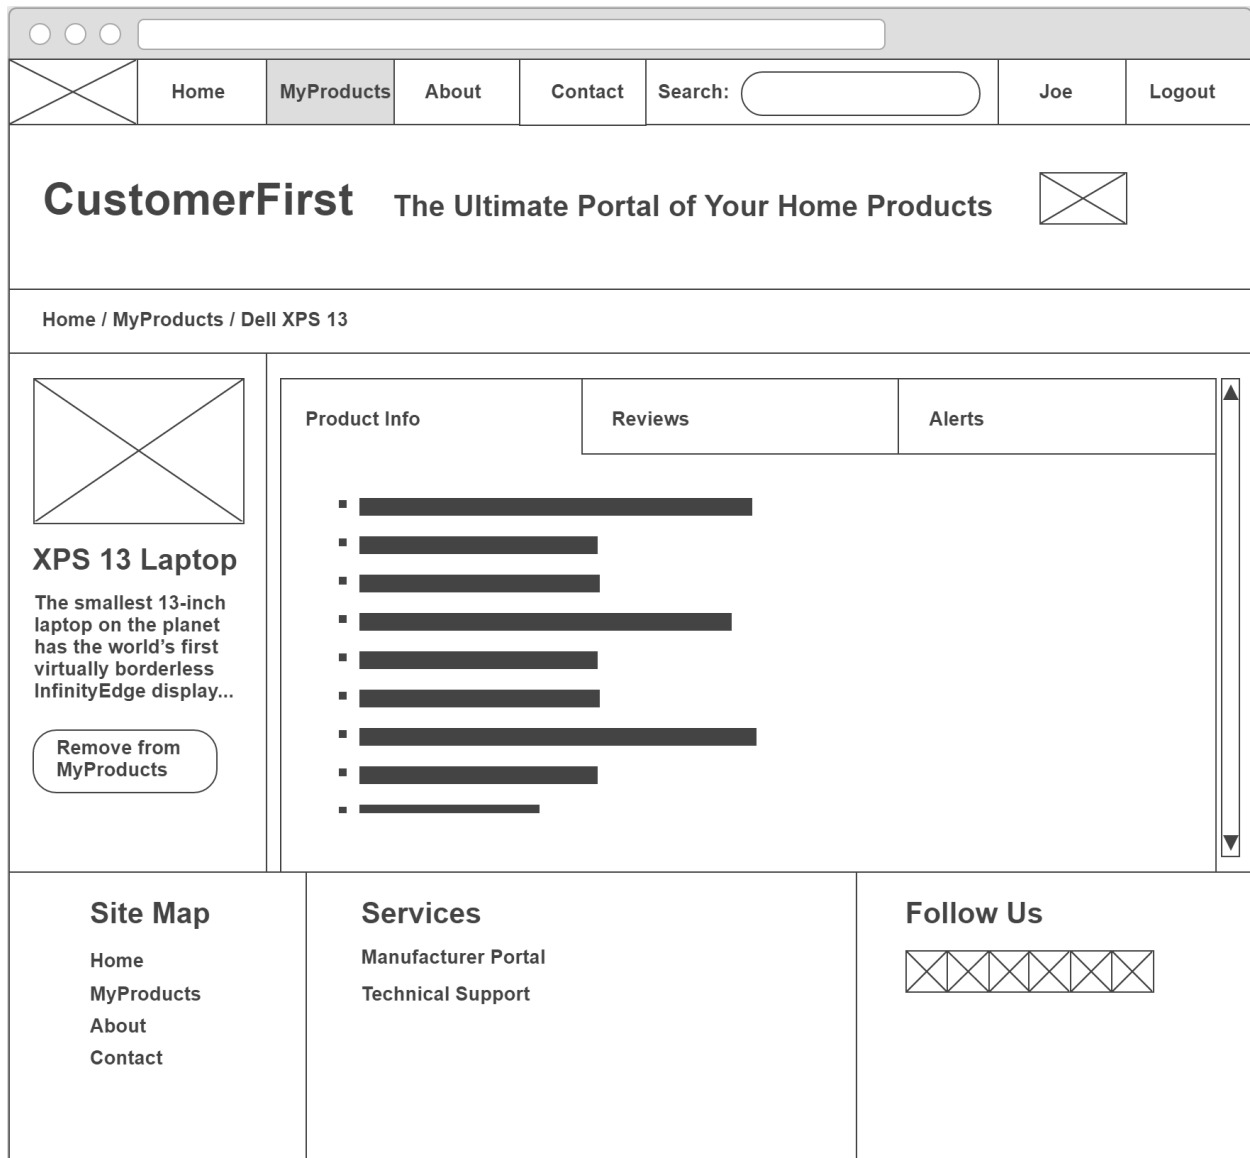 Home MyProducts About Contact Search: Joe Logout
CustomerFirst The Ultimate Portal of Your Home Products
Home / MyProducts / Dell XPS 13
Product Info Reviews Alerts
XPS 13 Laptop
The smallest 13-inch
laptop on the planet
has the world’s first
virtually borderless
InfinityEdge display...
Remove from
MyProducts
Site Map
Home
MyProducts
About
Contact
Services
Manufacturer Portal
Technical Support
Follow Us